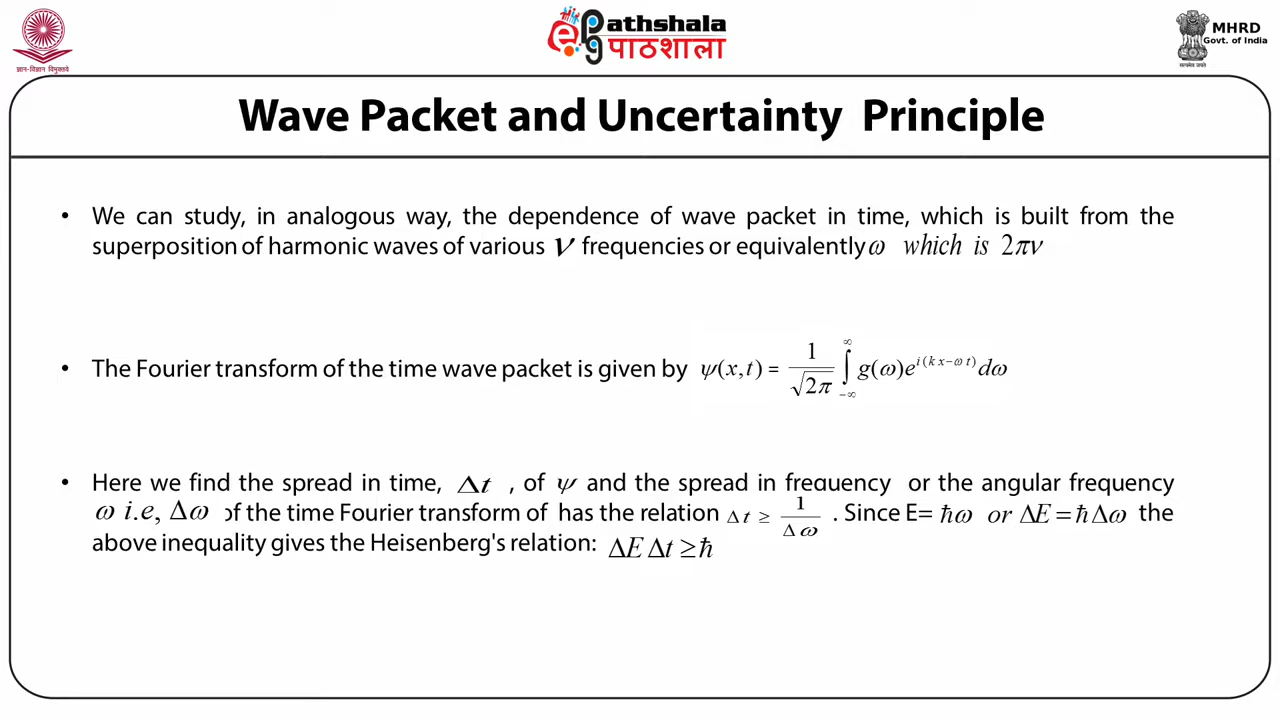 ज्ञान-विज्ञान विमुक्तये
ePG Pathshala
पाठशाला
MHRD
Govt. of India
सत्यमेव जयते
Wave Packet and Uncertainty Principle
• We can study, in analogous way, the dependence of wave packet in time, which is built from the
superposition of harmonic waves of various ν frequencies or equivalently ω which is 2πν
• The Fourier transform of the time wave packet is given by ψ(x,t) = 1/√2π ∫_{-∞}^{∞} g(ω)e^{i(kx−ωt)}dω
• Here we find the spread in time, Δt , of ψ and the spread in frequency or the angular frequency
ω i.e, Δω of the time Fourier transform of has the relation Δt ≥ 1/Δω . Since E= ħω or ΔE = ħΔω the
above inequality gives the Heisenberg's relation: ΔE Δt ≥ ħ